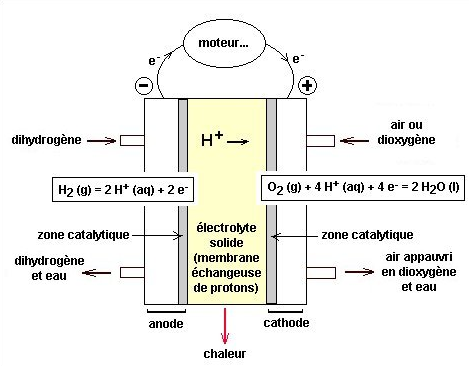 moteur...
e-
e-
−
+
dihydrogène
H+
air ou
dioxygène
H2 (g) = 2 H+ (aq) + 2 e-
O2 (g) + 4 H+ (aq) + 4 e- = 2 H2O (l)
zone catalytique
électrolyte
solide
(membrane
échangeuse
de protons)
zone catalytique
dihydrogène
et eau
air appauvri
en dioxygène
et eau
anode
cathode
chaleur